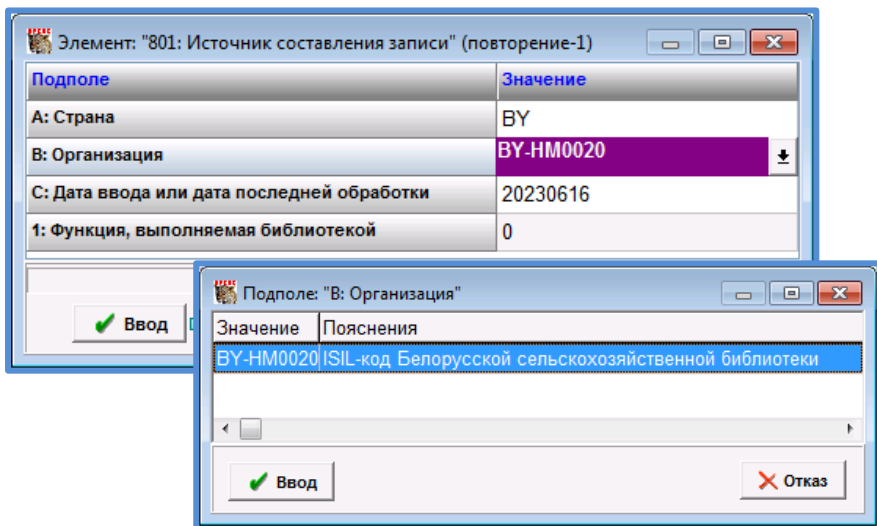 Элемент: "801: Источник составления записи" (повторение-1)
Подполе Значение
A: Страна BY
B: Организация BY-HM0020
C: Дата ввода или дата последней обработки 20230616
1: Функция, выполняемая библиотекой 0
Ввод
Подполе: "B: Организация"
Значение Пояснения
BY-HM0020 ISIL-код Белорусской сельскохозяйственной библиотеки
Ввод Отказ